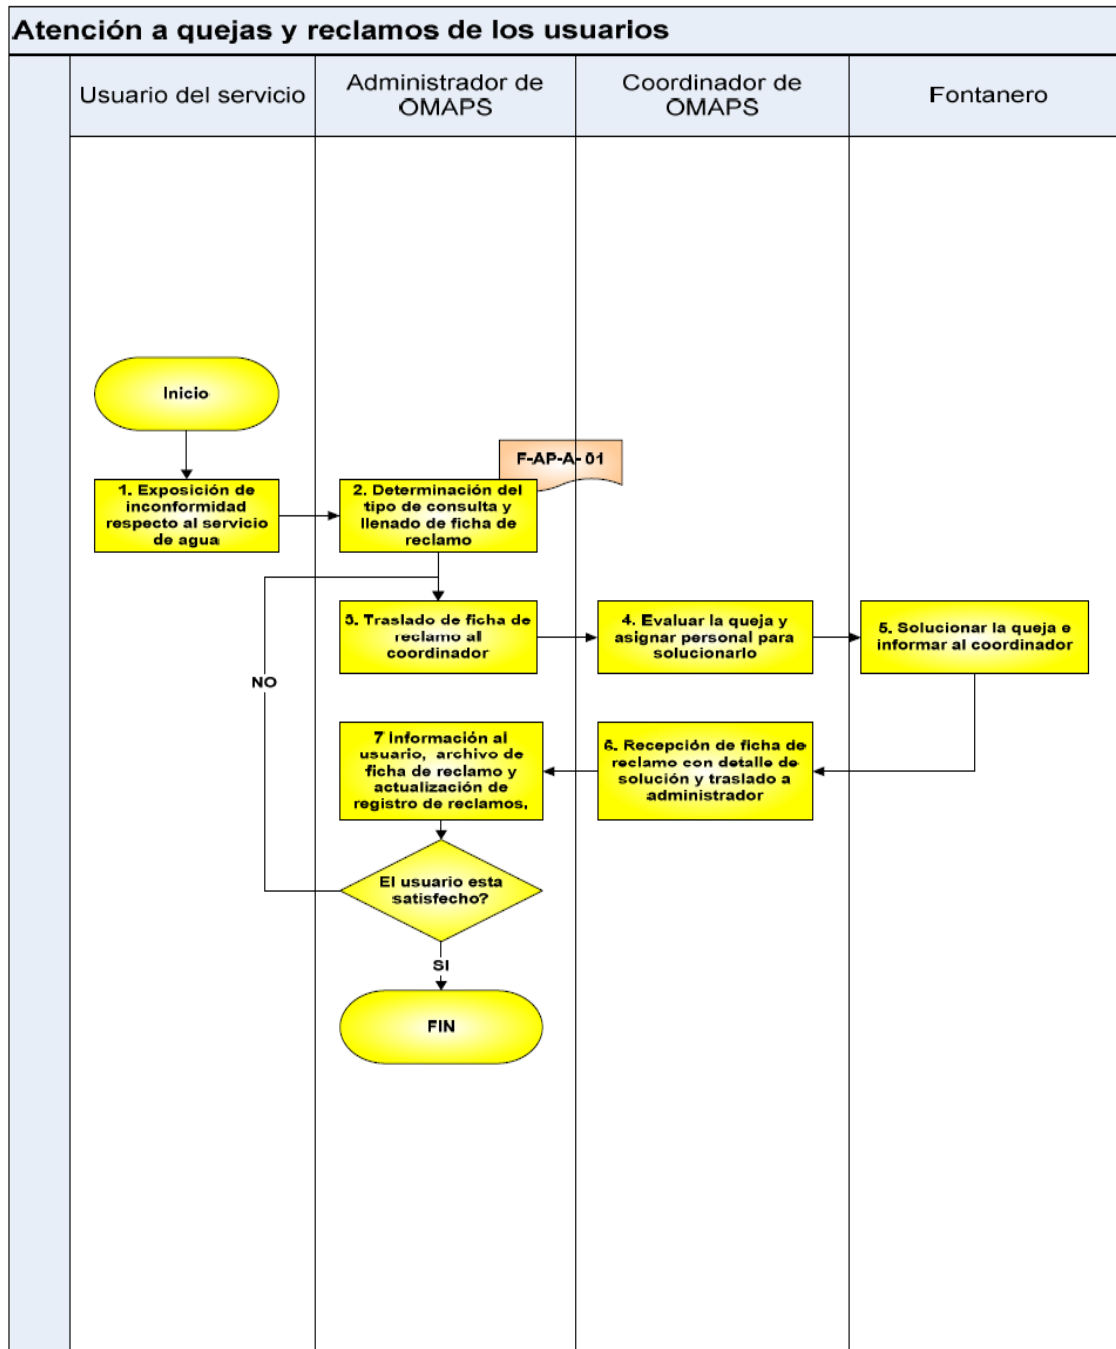 Atención a quejas y reclamos de los usuarios
Usuario del servicio
Administrador de
OMAPS
Coordinador de
OMAPS
Fontanero
Inicio
F-AP-A-01
1. Exposición de
inconformidad
respecto al servicio
de agua
2. Determinación del
tipo de consulta y
llenado de ficha de
reclamo
3. Traslado de ficha de
reclamo al
coordinador
4. Evaluar la queja y
asignar personal para
solucionarlo
5. Solucionar la queja e
informar al coordinador
NO
7 Información al
usuario, archivo de
ficha de reclamo y
actualización de
registro de reclamos.
6. Recepción de ficha de
reclamo con detalle de
solución y traslado a
administrador
El usuario esta
satisfecho?
SI
FIN